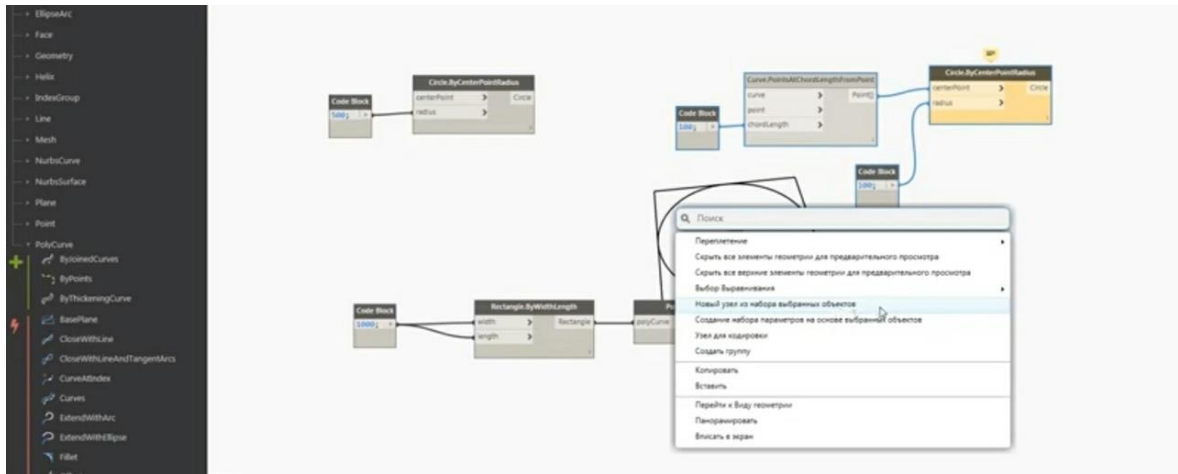 EllipseArc
Face
Geometry
Helix
IndexGroup
Line
Mesh
NurbsCurve
NurbsSurface
Plane
Point
PolyCurve
ByJoinedCurves
ByPoints
ByThickeningCurve
BasePlane
CloseWithLine
CloseWithLineAndTangentArcs
CurveAtIndex
Curves
ExtendWithArc
ExtendWithEllipse
Fillet
Code Block
500;
Circle.ByCenterPointRadius
centerPoint
Circle
radius
Code Block
100;
Curve.PointsAtChordLengthFromPoint
curve
Point[]
point
chordLength
Circle.ByCenterPointRadius
centerPoint
Circle
radius
Code Block
100;
Code Block
1000;
Rectangle.ByWidthLength
width
Rectangle
length
polyCurve
Поиск
Переплетение
Скрыть все элементы геометрии для предварительного просмотра
Скрыть все верхние элементы геометрии для предварительного просмотра
Выбор Выравнивания
Новый узел из набора выбранных объектов
Создание набора параметров на основе выбранных объектов
Узел для кодировки
Создать группу
Копировать
Вставить
Перейти к Виду геометрии
Панорамировать
Вписать в экран